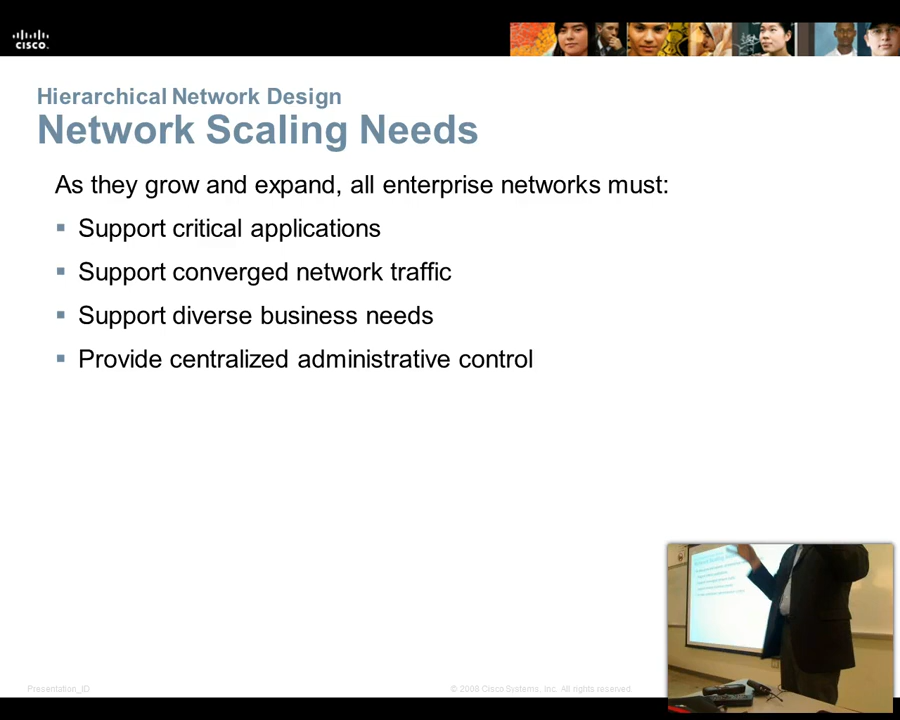 CISCO
Hierarchical Network Design
Network Scaling Needs
As they grow and expand, all enterprise networks must:
Support critical applications
Support converged network traffic
Support diverse business needs
Provide centralized administrative control
Presentation_ID
© 2008 Cisco Systems, Inc. All rights reserved.